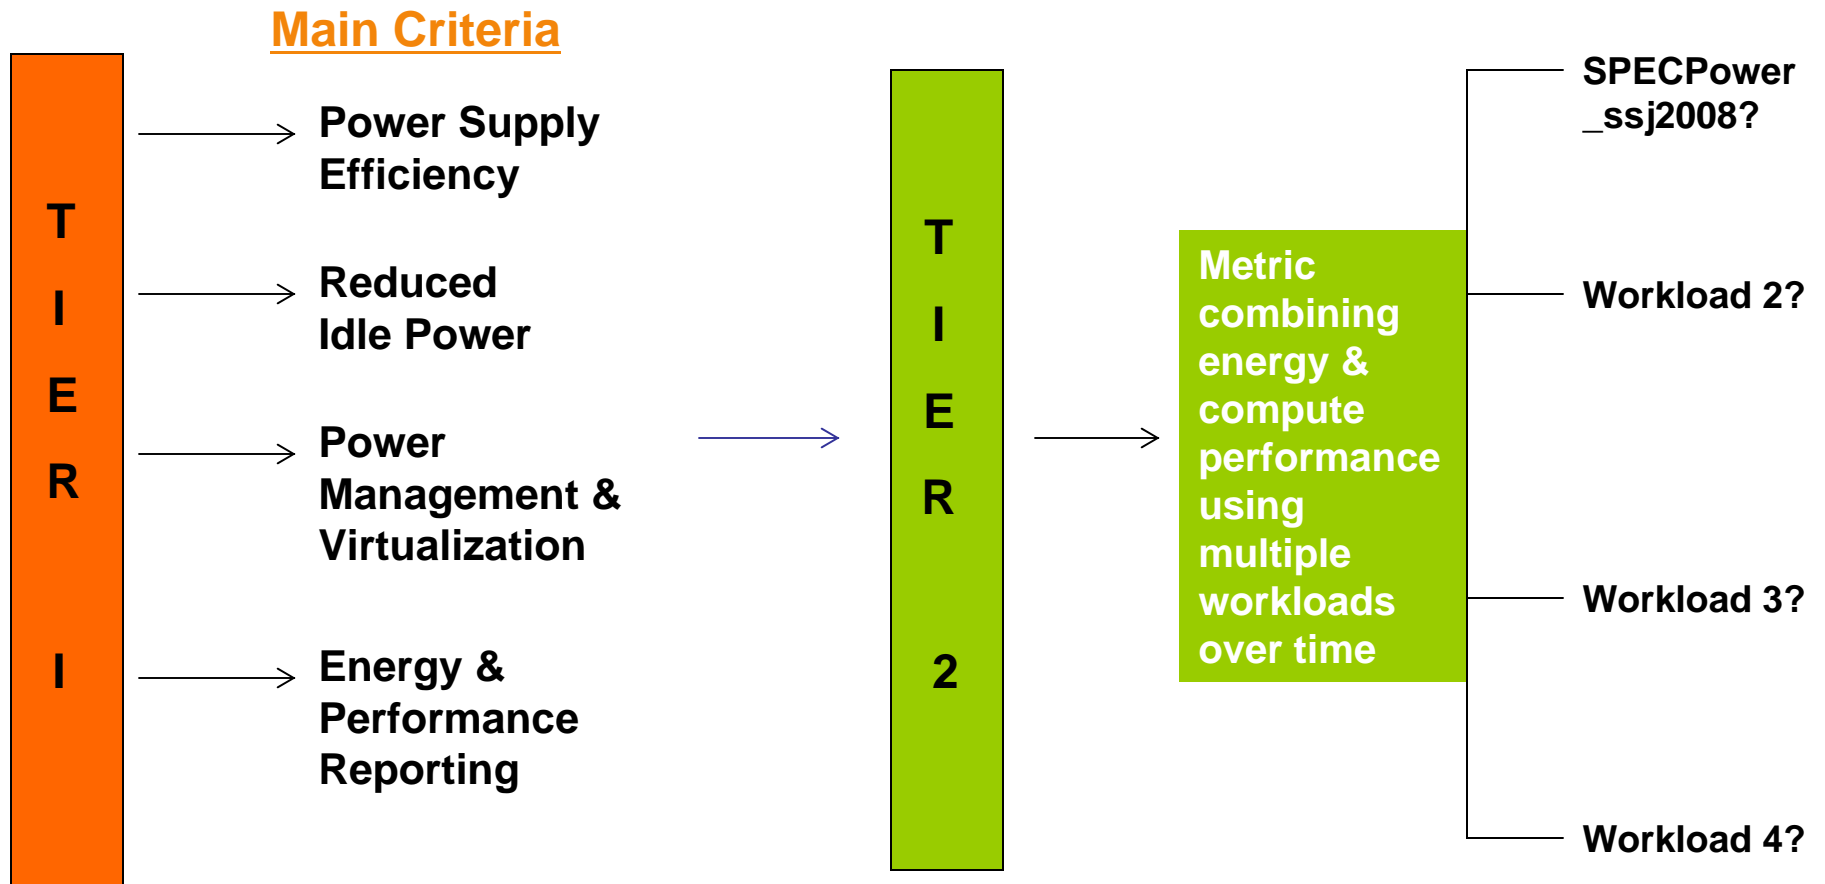 Main Criteria
T
I
E
R
I
Power Supply
Efficiency
Reduced
Idle Power
Power
Management &
Virtualization
Energy &
Performance
Reporting
T
I
E
R
2
Metric
combining
energy &
compute
performance
using
multiple
workloads
over time
SPECPower
_ssj2008?
Workload 2?
Workload 3?
Workload 4?